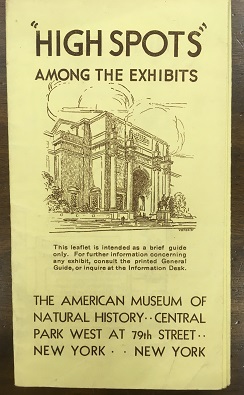 "HIGH SPOTS"
AMONG THE EXHIBITS
This leaflet is intended as a brief guide
only. For further information concerning
any exhibit, consult the printed General
Guide, or inquire at the Information Desk.
THE AMERICAN MUSEUM OF
NATURAL HISTORY··CENTRAL
PARK WEST AT 79th STREET··
NEW YORK · · NEW YORK